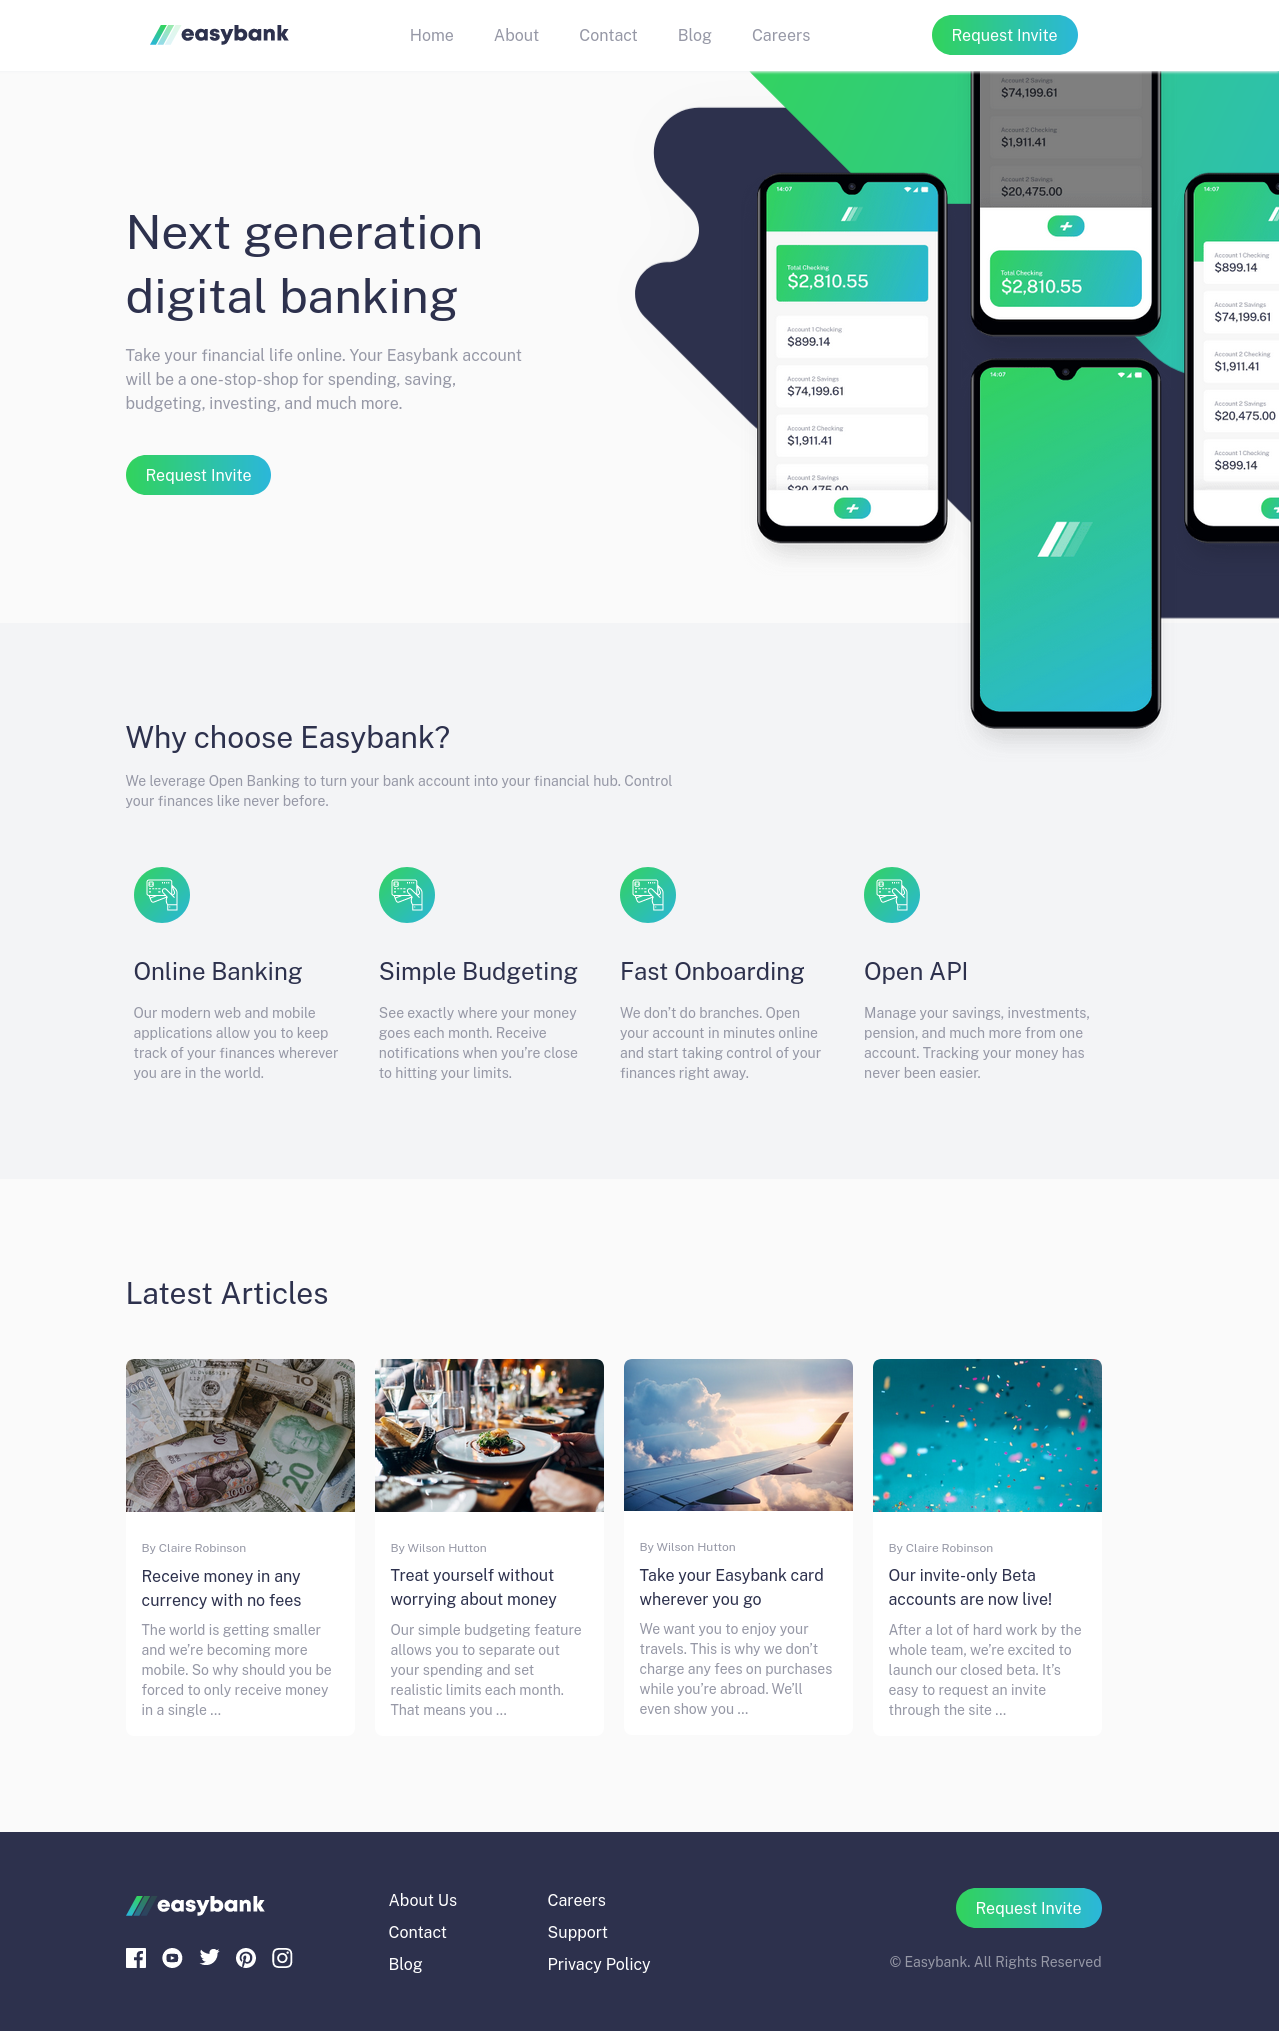 easybank
Home About Contact Blog Careers
Request Invite
Next generation
digital banking
Take your financial life online. Your Easybank account
will be a one-stop-shop for spending, saving,
budgeting, investing, and much more.
Request Invite
Account 2 Savings
$74,199.61
Account 2 Checking
$1,911.41
Account 2 Savings
$20,475.00
Total Checking
$2,810.55
14:07
Total Checking
$2,810.55
Account 1 Checking
$899.14
Account 2 Savings
$74,199.61
Account 2 Checking
$1,911.41
Account 2 Savings
$20,475.00
14:07
14:07
Account 1 Checking
$899.14
Account 2 Savings
$74,199.61
Account 2 Checking
$1,911.41
Account 2 Savings
$20,475.00
Account 1 Checking
$899.14
Why choose Easybank?
We leverage Open Banking to turn your bank account into your financial hub. Control
your finances like never before.
Online Banking
Our modern web and mobile
applications allow you to keep
track of your finances wherever
you are in the world.
Simple Budgeting
See exactly where your money
goes each month. Receive
notifications when you’re close
to hitting your limits.
Fast Onboarding
We don’t do branches. Open
your account in minutes online
and start taking control of your
finances right away.
Open API
Manage your savings, investments,
pension, and much more from one
account. Tracking your money has
never been easier.
Latest Articles
10
20
1000
By Claire Robinson
Receive money in any
currency with no fees
The world is getting smaller
and we’re becoming more
mobile. So why should you be
forced to only receive money
in a single ...
By Wilson Hutton
Treat yourself without
worrying about money
Our simple budgeting feature
allows you to separate out
your spending and set
realistic limits each month.
That means you ...
By Wilson Hutton
Take your Easybank card
wherever you go
We want you to enjoy your
travels. This is why we don’t
charge any fees on purchases
while you’re abroad. We’ll
even show you ...
By Claire Robinson
Our invite-only Beta
accounts are now live!
After a lot of hard work by the
whole team, we’re excited to
launch our closed beta. It’s
easy to request an invite
through the site ...
easybank
About Us
Contact
Blog
Careers
Support
Privacy Policy
Request Invite
© Easybank. All Rights Reserved